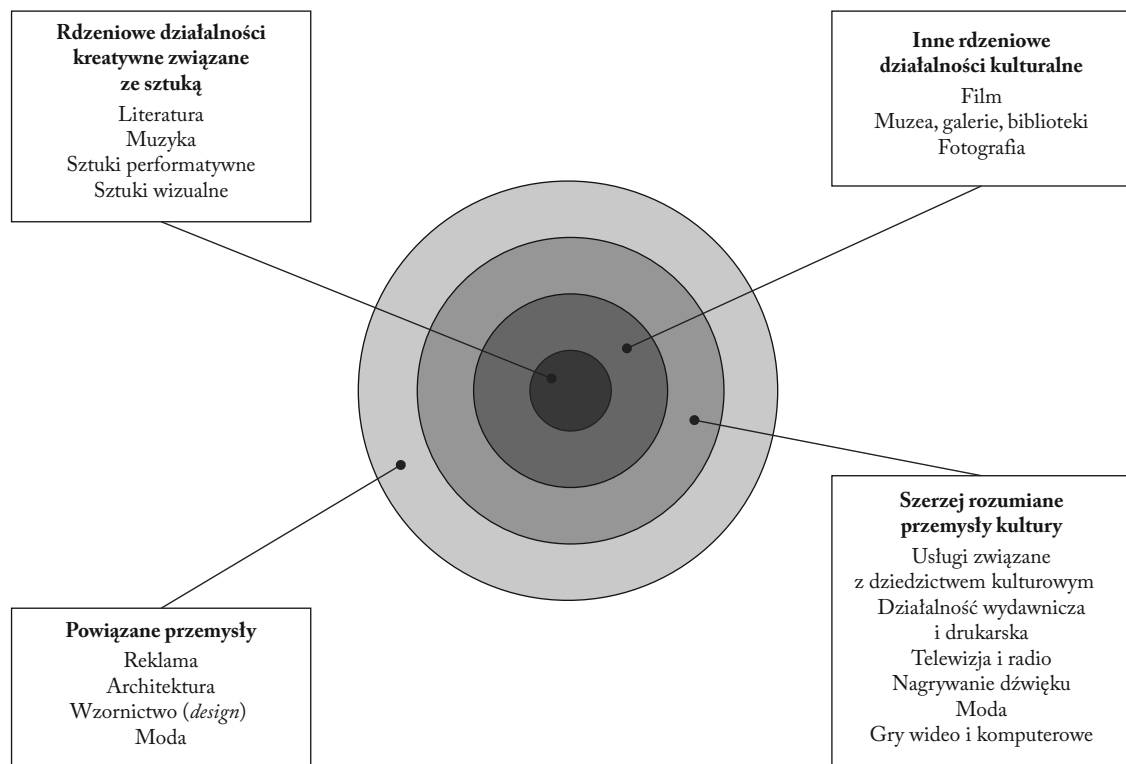 Rdzeniowe działalności
kreatywne związane
ze sztuką
Literatura
Muzyka
Sztuki performatywne
Sztuki wizualne
Inne rdzeniowe
działalności kulturalne
Film
Muzea, galerie, biblioteki
Fotografia
Powiązane przemysły
Reklama
Architektura
Wzornictwo (design)
Moda
Szerzej rozumiane
przemysły kultury
Usługi związane
z dziedzictwem kulturowym
Działalność wydawnicza
i drukarska
Telewizja i radio
Nagrywanie dźwięku
Moda
Gry wideo i komputerowe